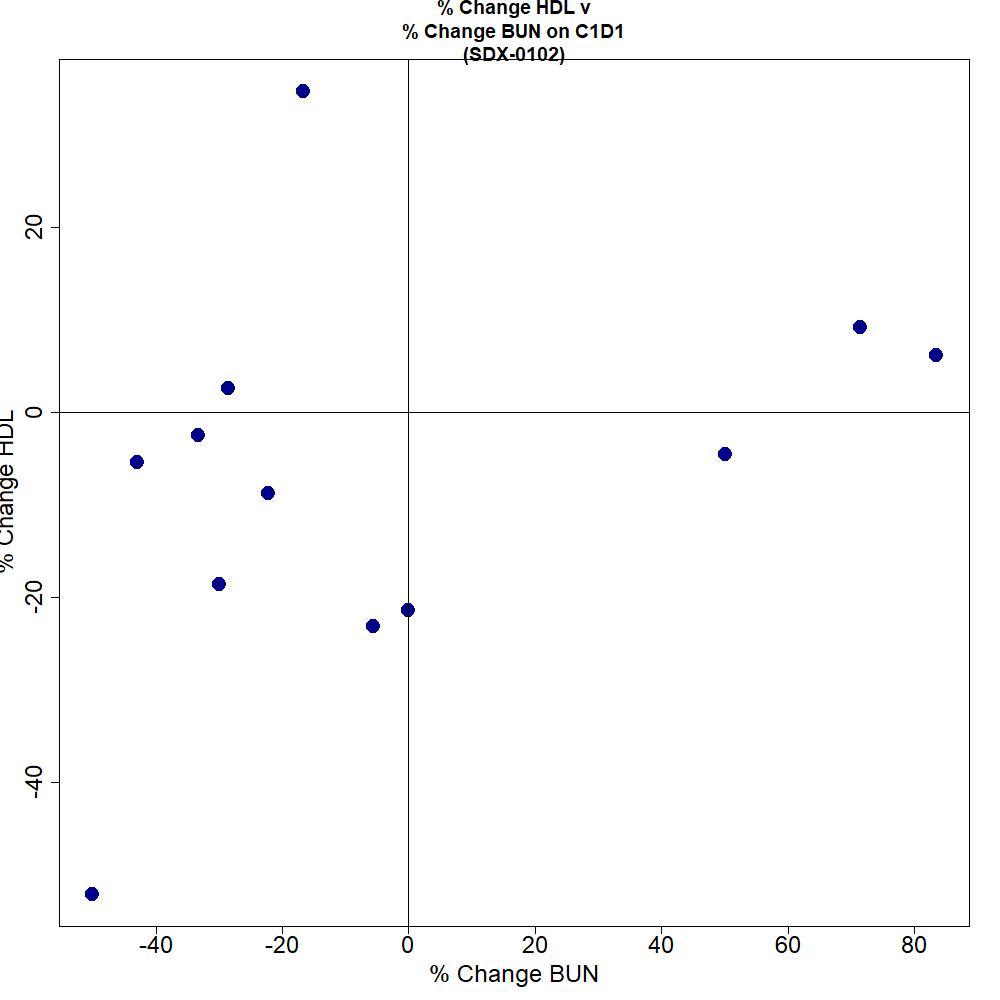 % Change HDL v
% Change BUN on C1D1
(SDX-0102)
20
0
-20
-40
% Change HDL
-40
-20
0
20
40
60
80
% Change BUN